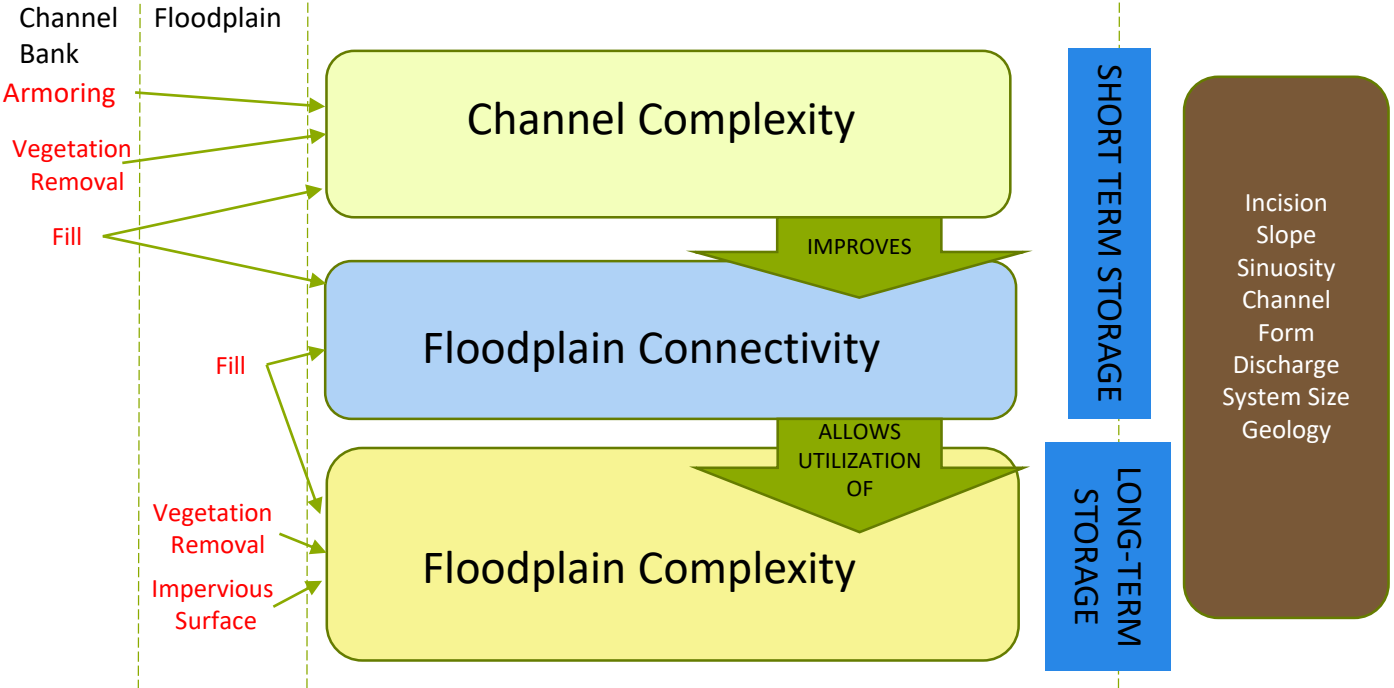 Channel
Bank
Floodplain
Armoring
Vegetation
Removal
Fill
Fill
Vegetation
Removal
Impervious
Surface
Channel Complexity
IMPROVES
Floodplain Connectivity
ALLOWS
UTILIZATION
OF
Floodplain Complexity
SHORT TERM STORAGE
LONG-TERM
STORAGE
Incision
Slope
Sinuosity
Channel
Form
Discharge
System Size
Geology